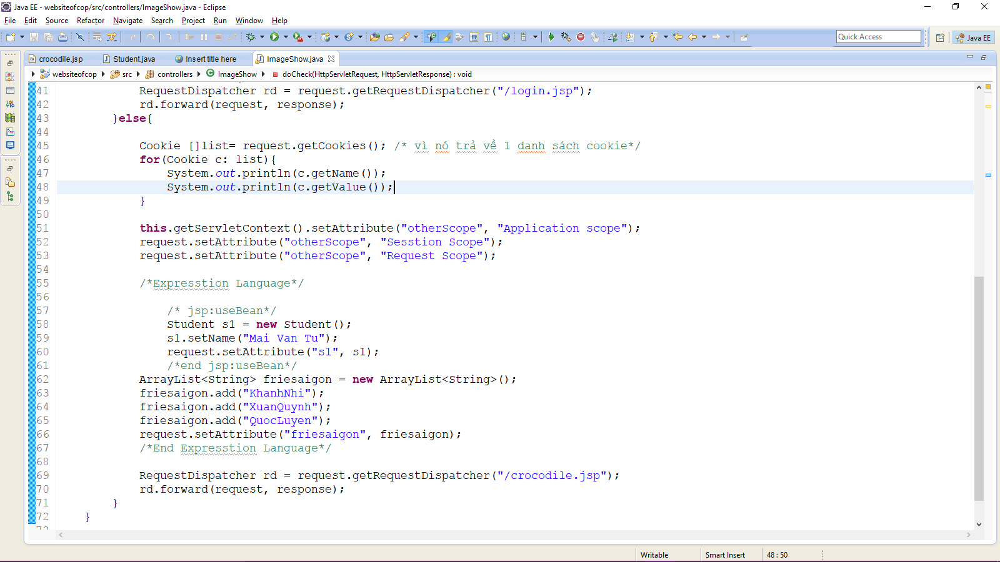 Java EE - websiteofcop/src/controllers/ImageShow.java - Eclipse
File Edit Source Refactor Navigate Search Project Run Window Help
Quick Access
Java EE
crocodile.jsp Student.java Insert title here ImageShow.java
websiteofcop src controllers ImageShow doCheck(HttpServletRequest, HttpServletResponse) : void
41 RequestDispatcher rd = request.getRequestDispatcher("/login.jsp");
42 rd.forward(request, response);
43 }else{
44
45 Cookie []list= request.getCookies(); /* vì nó trả về 1 danh sách cookie*/
46 for(Cookie c: list){
47 System.out.println(c.getName());
48 System.out.println(c.getValue());
49 }
50
51 this.getServletContext().setAttribute("otherScope", "Application scope");
52 request.setAttribute("otherScope", "Sesstion Scope");
53 request.setAttribute("otherScope", "Request Scope");
54
55 /*Expresstion Language*/
56
57 /* jsp:useBean*/
58 Student s1 = new Student();
59 s1.setName("Mai Van Tu");
60 request.setAttribute("s1", s1);
61 /*end jsp:useBean*/
62 ArrayList<String> friesaigon = new ArrayList<String>();
63 friesaigon.add("KhanhNhi");
64 friesaigon.add("XuanQuynh");
65 friesaigon.add("QuocLuyen");
66 request.setAttribute("friesaigon", friesaigon);
67 /*End Expresstion Language*/
68
69 RequestDispatcher rd = request.getRequestDispatcher("/crocodile.jsp");
70 rd.forward(request, response);
71 }
72 }
Writable Smart Insert 48 : 50